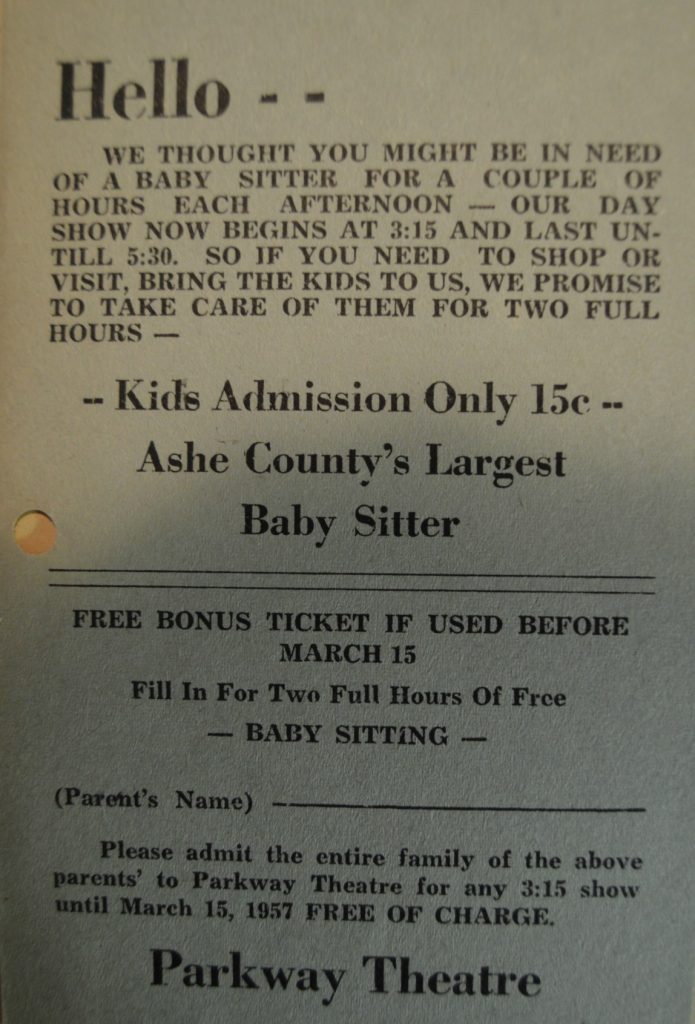 Hello - -
WE THOUGHT YOU MIGHT BE IN NEED
OF A BABY SITTER FOR A COUPLE OF
HOURS EACH AFTERNOON — OUR DAY
SHOW NOW BEGINS AT 3:15 AND LAST UN-
TILL 5:30. SO IF YOU NEED TO SHOP OR
VISIT, BRING THE KIDS TO US, WE PROMISE
TO TAKE CARE OF THEM FOR TWO FULL
HOURS —
-- Kids Admission Only 15c --
Ashe County's Largest
Baby Sitter
FREE BONUS TICKET IF USED BEFORE
MARCH 15
Fill In For Two Full Hours Of Free
— BABY SITTING —
(Parent's Name)
Please admit the entire family of the above
parents' to Parkway Theatre for any 3:15 show
until March 15, 1957 FREE OF CHARGE.
Parkway Theatre